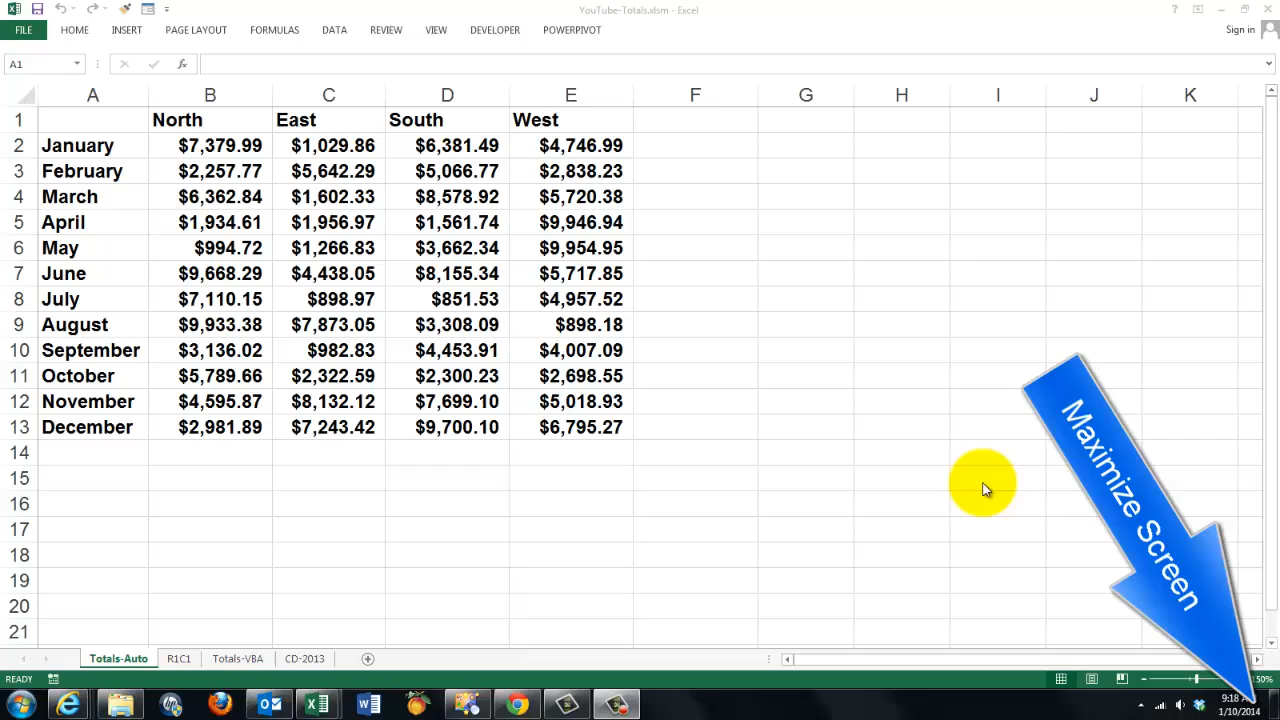 YouTube-Totals.xlsm - Excel
FILE HOME INSERT PAGE LAYOUT FORMULAS DATA REVIEW VIEW DEVELOPER POWERPIVOT Sign in
A1 fx
A B C D E F G H I J K
1 North East South West
2 January $7,379.99 $1,029.86 $6,381.49 $4,746.99
3 February $2,257.77 $5,642.29 $5,066.77 $2,838.23
4 March $6,362.84 $1,602.33 $8,578.92 $5,720.38
5 April $1,934.61 $1,956.97 $1,561.74 $9,946.94
6 May $994.72 $1,266.83 $3,662.34 $9,954.95
7 June $9,668.29 $4,438.05 $8,155.34 $5,717.85
8 July $7,110.15 $898.97 $851.53 $4,957.52
9 August $9,933.38 $7,873.05 $3,308.09 $898.18
10 September $3,136.02 $982.83 $4,453.91 $4,007.09
11 October $5,789.66 $2,322.59 $2,300.23 $2,698.55
12 November $4,595.87 $8,132.12 $7,699.10 $5,018.93
13 December $2,981.89 $7,243.42 $9,700.10 $6,795.27
14
15
16
17
18
19
20
21
Maximize Screen
Totals-Auto R1C1 Totals-VBA CD-2013
READY 150%
9:18 A
1/10/2014